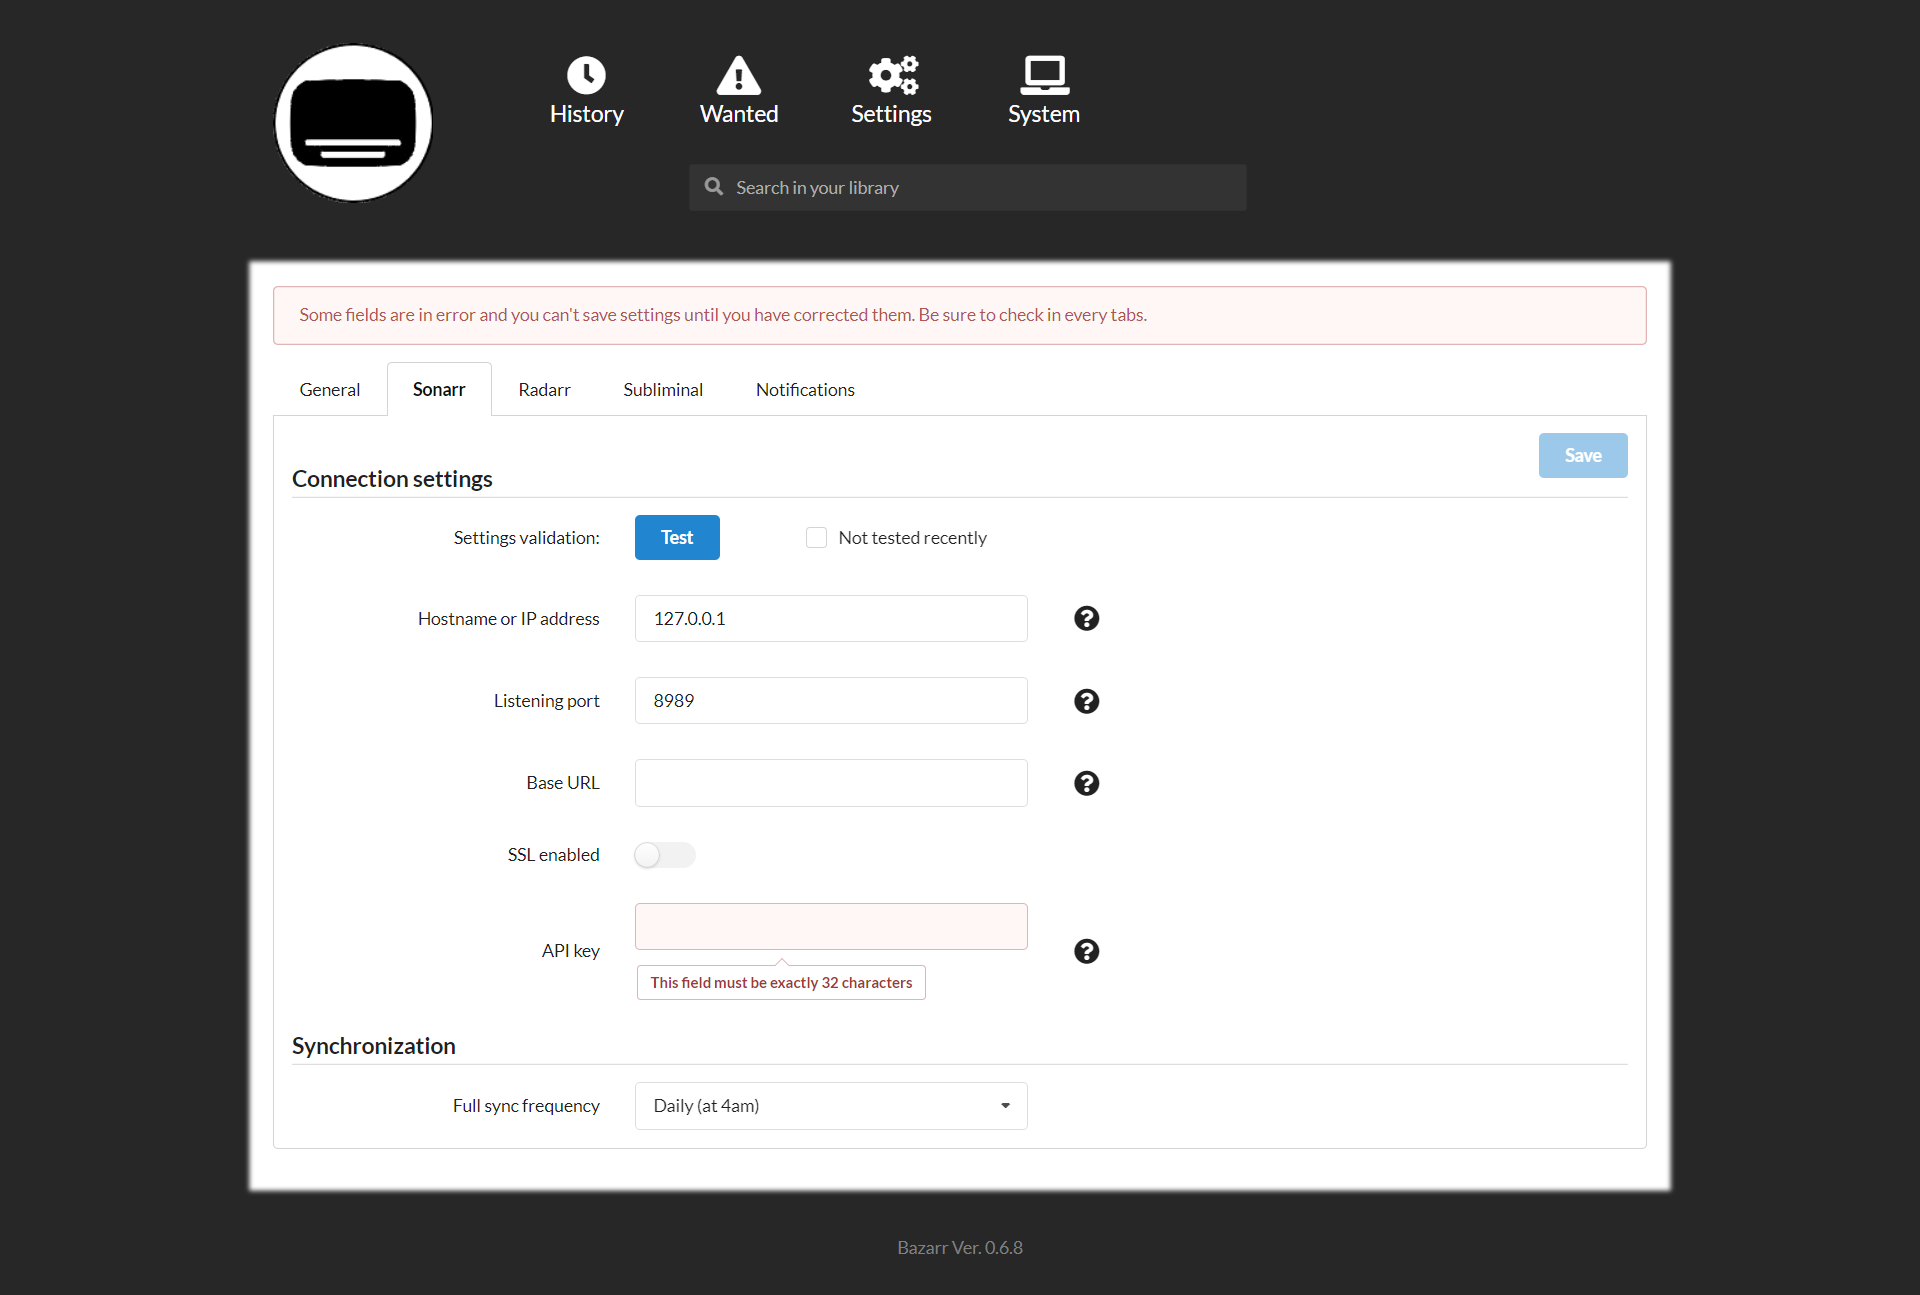 History
Wanted
Settings
System
Search in your library
Some fields are in error and you can't save settings until you have corrected them. Be sure to check in every tabs.
General
Sonarr
Radarr
Subliminal
Notifications
Save
Connection settings
Settings validation:
Test
Not tested recently
Hostname or IP address
127.0.0.1
Listening port
8989
Base URL
SSL enabled
API key
This field must be exactly 32 characters
Synchronization
Full sync frequency
Daily (at 4am)
Bazarr Ver. 0.6.8